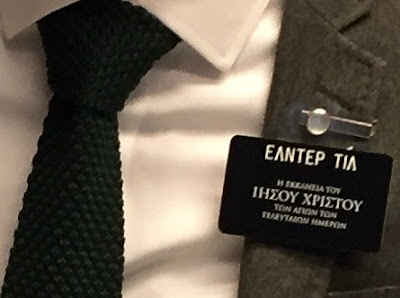 ΕΛΝΤΕΡ ΤΙΛ
Η ΕΚΚΛΗΣΙΑ ΤΟΥ
ΙΗΣΟΥ ΧΡΙΣΤΟΥ
ΤΩΝ ΑΓΙΩΝ ΤΩΝ
ΤΕΛΕΥΤΑΙΩΝ ΗΜΕΡΩΝ